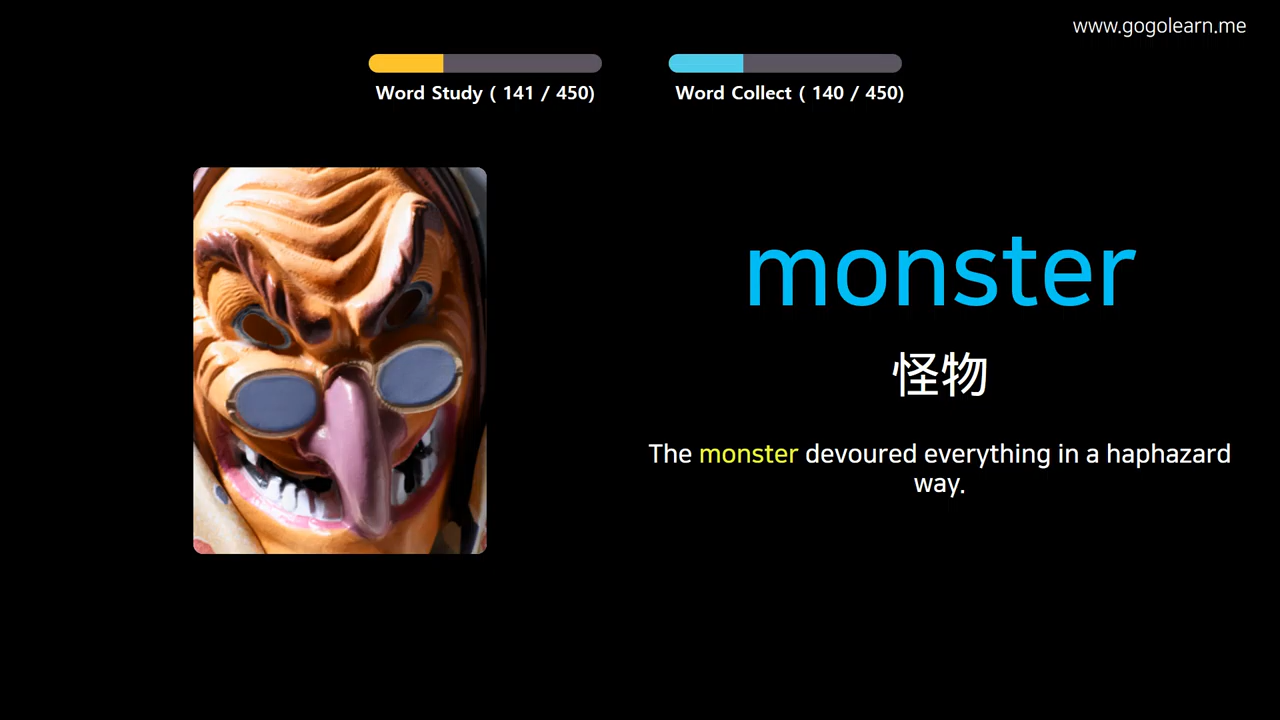 www.gogolearn.me
Word Study ( 141 / 450)
Word Collect ( 140 / 450)
monster
怪物
The monster devoured everything in a haphazard
way.